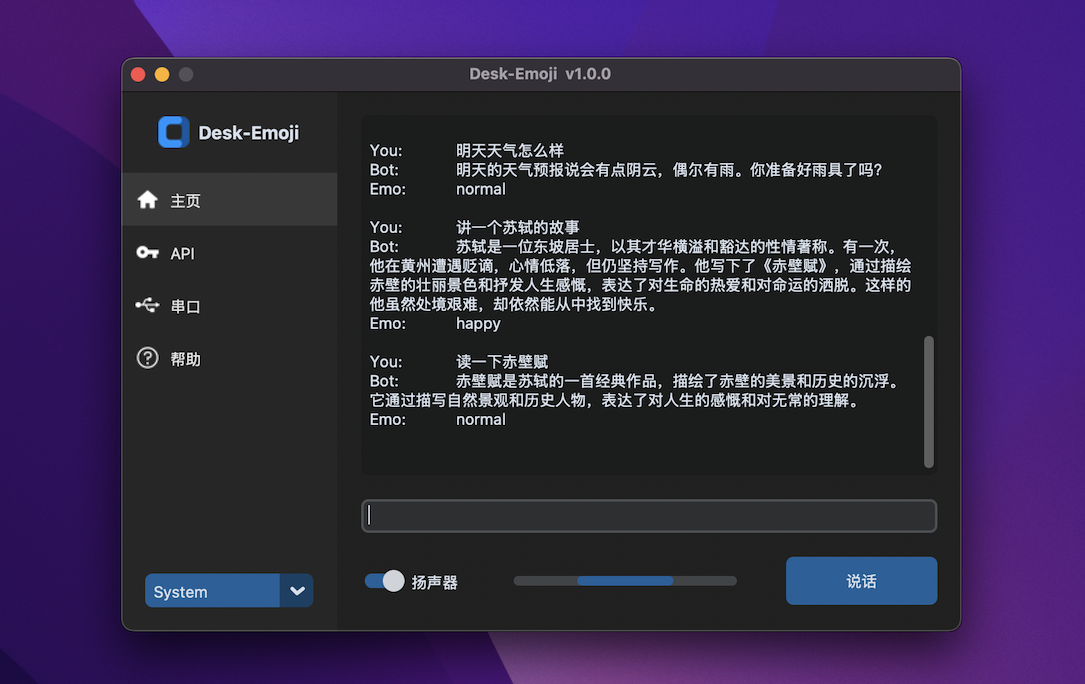 Desk-Emoji v1.0.0
Desk-Emoji
主页
API
串口
帮助
System
You: 明天天气怎么样
Bot: 明天的天气预报说会有点阴云，偶尔有雨。你准备好雨具了吗?
Emo: normal
You: 讲一个苏轼的故事
Bot: 苏轼是一位东坡居士，以其才华横溢和豁达的性情著称。有一次，
他在黄州遭遇贬谪，心情低落，但仍坚持写作。他写下了《赤壁赋》，通过描绘
赤壁的壮丽景色和抒发人生感慨，表达了对生命的热爱和对命运的洒脱。这样的
他虽然处境艰难，却依然能从中找到快乐。
Emo: happy
You: 读一下赤壁赋
Bot: 赤壁赋是苏轼的一首经典作品，描绘了赤壁的美景和历史的沉浮。
它通过描写自然景观和历史人物，表达了对人生的感慨和对无常的理解。
Emo: normal
扬声器
说话